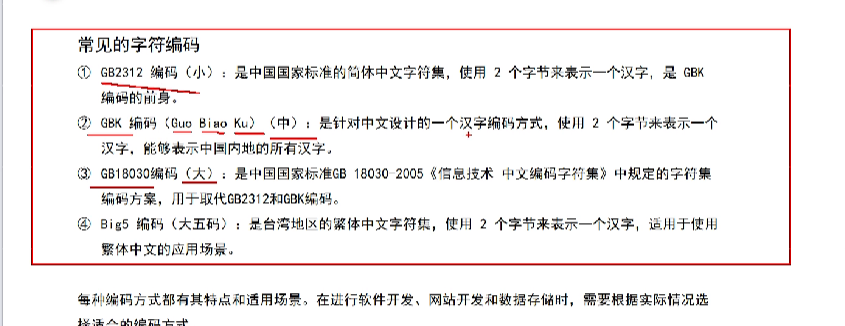 常见的字符编码
① GB2312 编码（小）：是中国国家标准的简体中文字符集，使用 2 个字节来表示一个汉字，是 GBK
编码的前身。
② GBK 编码（Guo Biao Ku）（中）：是针对中文设计的一个汉字编码方式，使用 2 个字节来表示一个
汉字，能够表示中国内地的所有汉字。
③ GB18030编码（大）：是中国国家标准GB 18030-2005《信息技术 中文编码字符集》中规定的字符集
编码方案，用于取代GB2312和GBK编码。
④ Big5 编码（大五码）：是台湾地区的繁体中文字符集，使用 2 个字节来表示一个汉字，适用于使用
繁体中文的应用场景。
每种编码方式都有其特点和适用场景。在进行软件开发、网站开发和数据存储时，需要根据实际情况选
择适合的编码方式